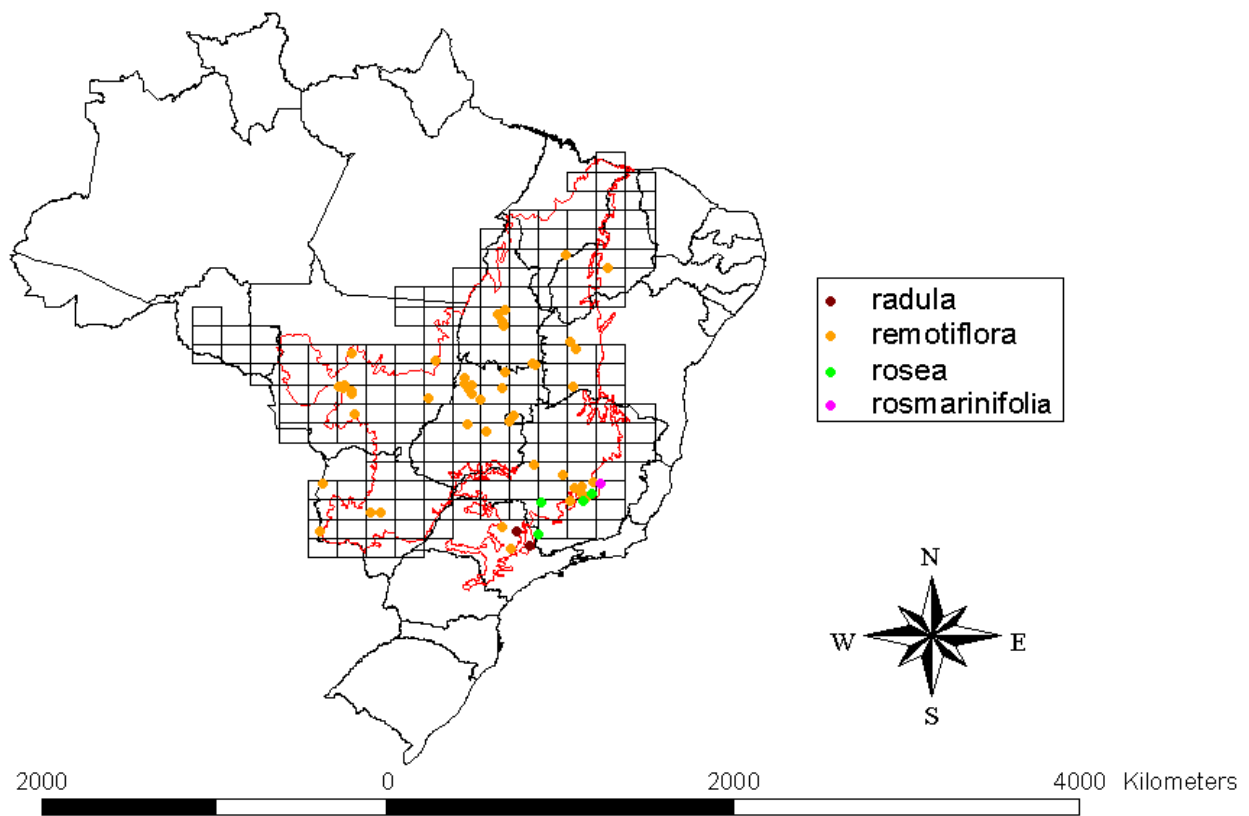 radula
remotiflora
rosea
rosmarinifolia
N
W E
S
2000 0 2000 4000 Kilometers